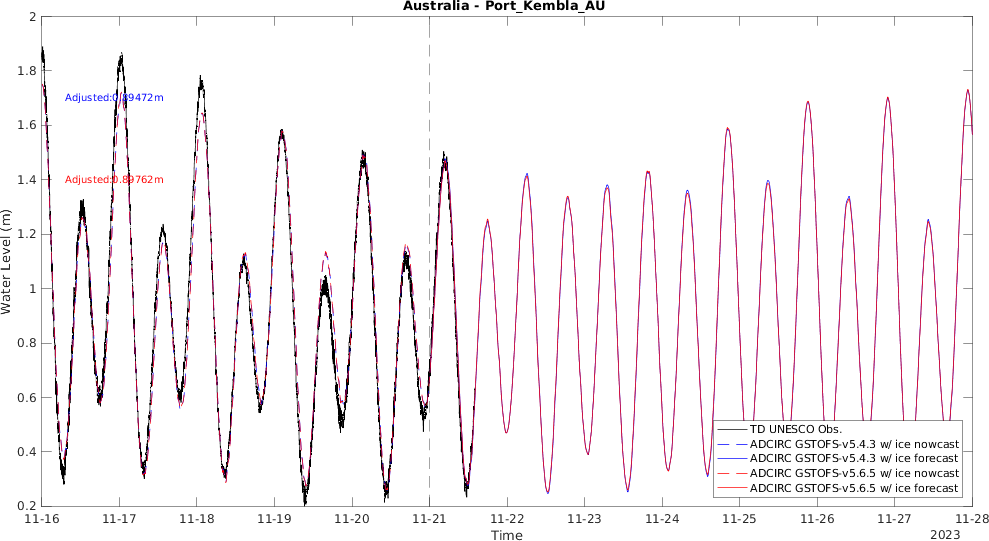 Australia - Port_Kembla_AU
Water Level (m)
2
1.8
1.6
1.4
1.2
1
0.8
0.6
0.4
0.2
Adjusted:0.89472m
Adjusted:0.89762m
TD UNESCO Obs.
ADCIRC GSTOFS-v5.4.3 w/ ice nowcast
ADCIRC GSTOFS-v5.4.3 w/ ice forecast
ADCIRC GSTOFS-v5.6.5 w/ ice nowcast
ADCIRC GSTOFS-v5.6.5 w/ ice forecast
11-16 11-17 11-18 11-19 11-20 11-21 11-22 11-23 11-24 11-25 11-26 11-27 11-28
Time
2023